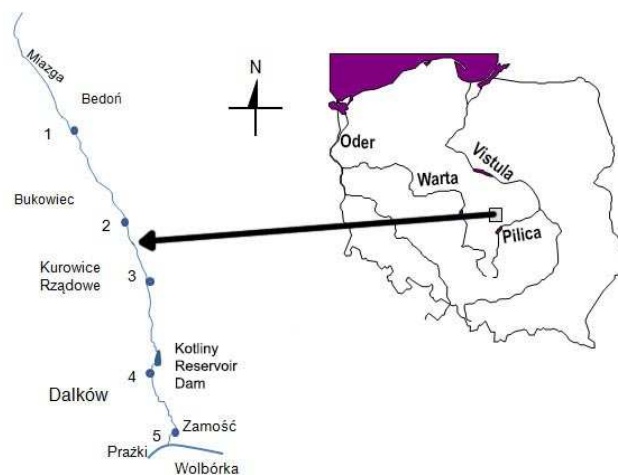 Miazga
Bedoń
1
Bukowiec
2
Kurowice
Rządowe
3
Kotliny
Reservoir
Dam
4
Dalków
5
Zamość
Prażki
Wolbórka
N
Oder
Warta
Vistula
Pilica